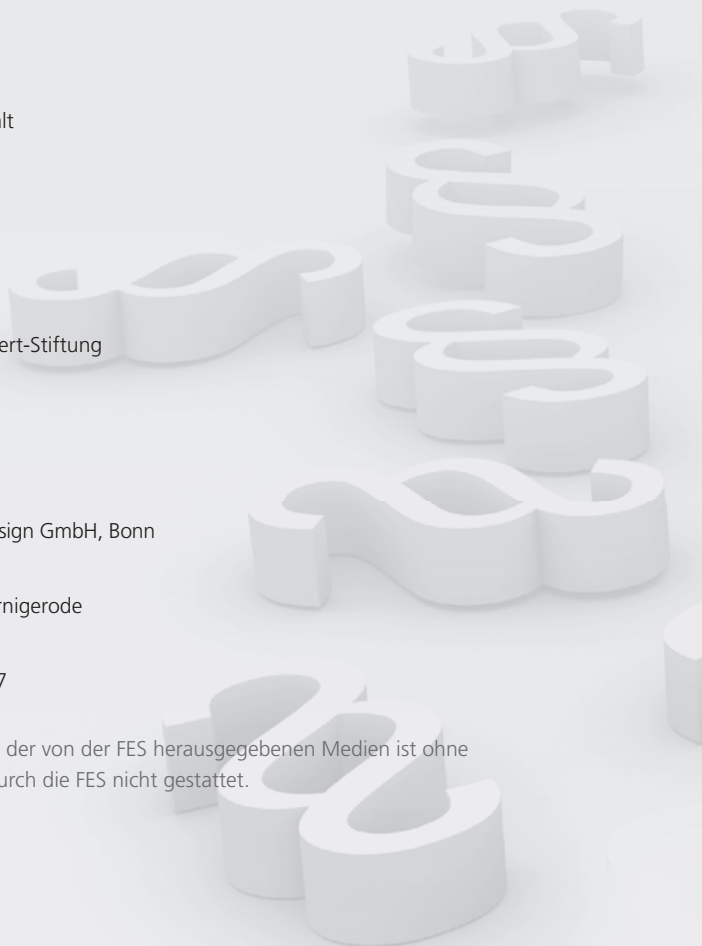 lt
ert-Stiftung
sign GmbH, Bonn
rnigerode
7
der von der FES herausgegebenen Medien ist ohne
urch die FES nicht gestattet.